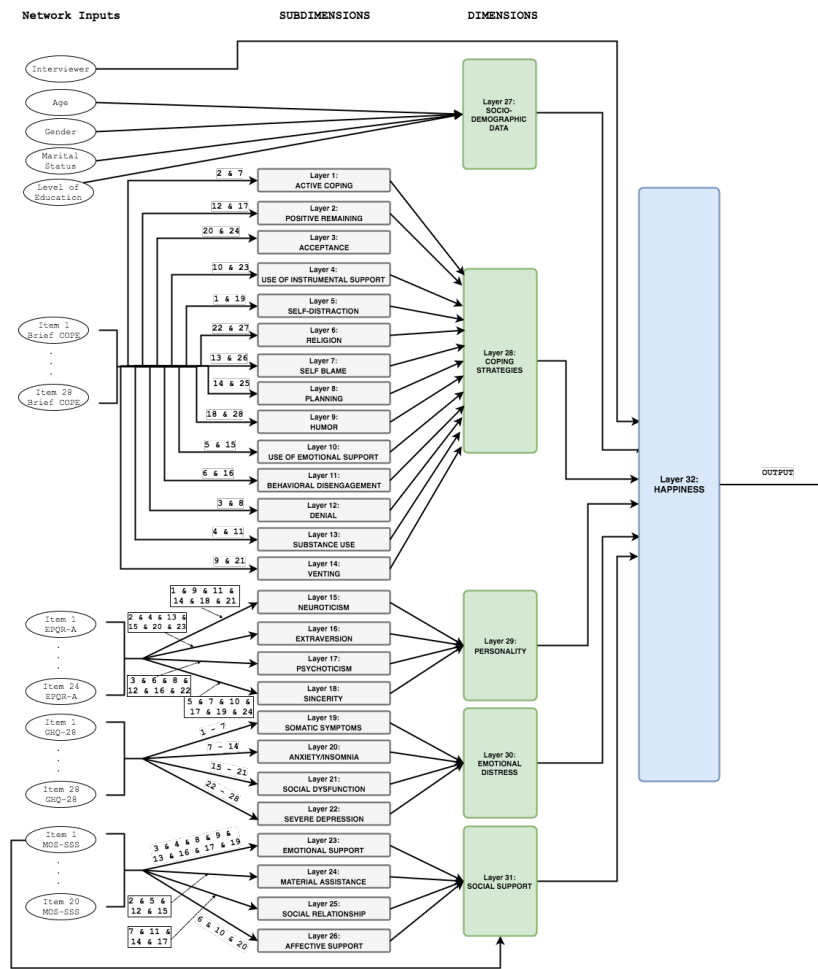 Network Inputs
SUBDIMENSIONS
DIMENSIONS
Interviewer
Age
Gender
Marital
Status
Level of
Education
Layer 27:
SOCIO-
DEMOGRAPHIC
DATA
Item 1
Brief COPE
.
.
.
Item 28
Brief COPE
2 & 7
Layer 1:
ACTIVE COPING
12 & 17
Layer 2:
POSITIVE REMAINING
20 & 24
Layer 3:
ACCEPTANCE
10 & 23
Layer 4:
USE OF INSTRUMENTAL SUPPORT
1 & 19
Layer 5:
SELF-DISTRACTION
22 & 27
Layer 6:
RELIGION
13 & 26
Layer 7:
SELF BLAME
14 & 25
Layer 8:
PLANNING
18 & 28
Layer 9:
HUMOR
5 & 15
Layer 10:
USE OF EMOTIONAL SUPPORT
6 & 16
Layer 11:
BEHAVIORAL DISENGAGEMENT
3 & 8
Layer 12:
DENIAL
4 & 11
Layer 13:
SUBSTANCE USE
9 & 21
Layer 14:
VENTING
Layer 28:
COPING
STRATEGIES
Item 1
EPQR-A
.
.
.
Item 24
EPQR-A
1 & 9 & 11 &
14 & 18 & 21
2 & 4 & 13 &
15 & 20 & 23
3 & 6 & 8 &
12 & 16 & 22
5 & 7 & 10 &
17 & 19 & 24
Layer 15:
NEUROTICISM
Layer 16:
EXTRAVERSION
Layer 17:
PSYCHOTICISM
Layer 18:
SINCERITY
Layer 29:
PERSONALITY
Item 1
GHQ-28
.
.
.
Item 28
GHQ-28
1 - 7
7 - 14
15 - 21
22 - 28
Layer 19:
SOMATIC SYMPTOMS
Layer 20:
ANXIETY/INSOMNIA
Layer 21:
SOCIAL DYSFUNCTION
Layer 22:
SEVERE DEPRESSION
Layer 30:
EMOTIONAL
DISTRESS
Item 1
MOS-SSS
.
.
.
Item 20
MOS-SSS
3 & 4 & 8 & 9 &
13 & 16 & 17 & 19
2 & 5 &
12 & 15
7 & 11 &
14 & 17
6 & 10 & 20
Layer 23:
EMOTIONAL SUPPORT
Layer 24:
MATERIAL ASSISTANCE
Layer 25:
SOCIAL RELATIONSHIP
Layer 26:
AFFECTIVE SUPPORT
Layer 31:
SOCIAL SUPPORT
Layer 32:
HAPPINESS
OUTPUT